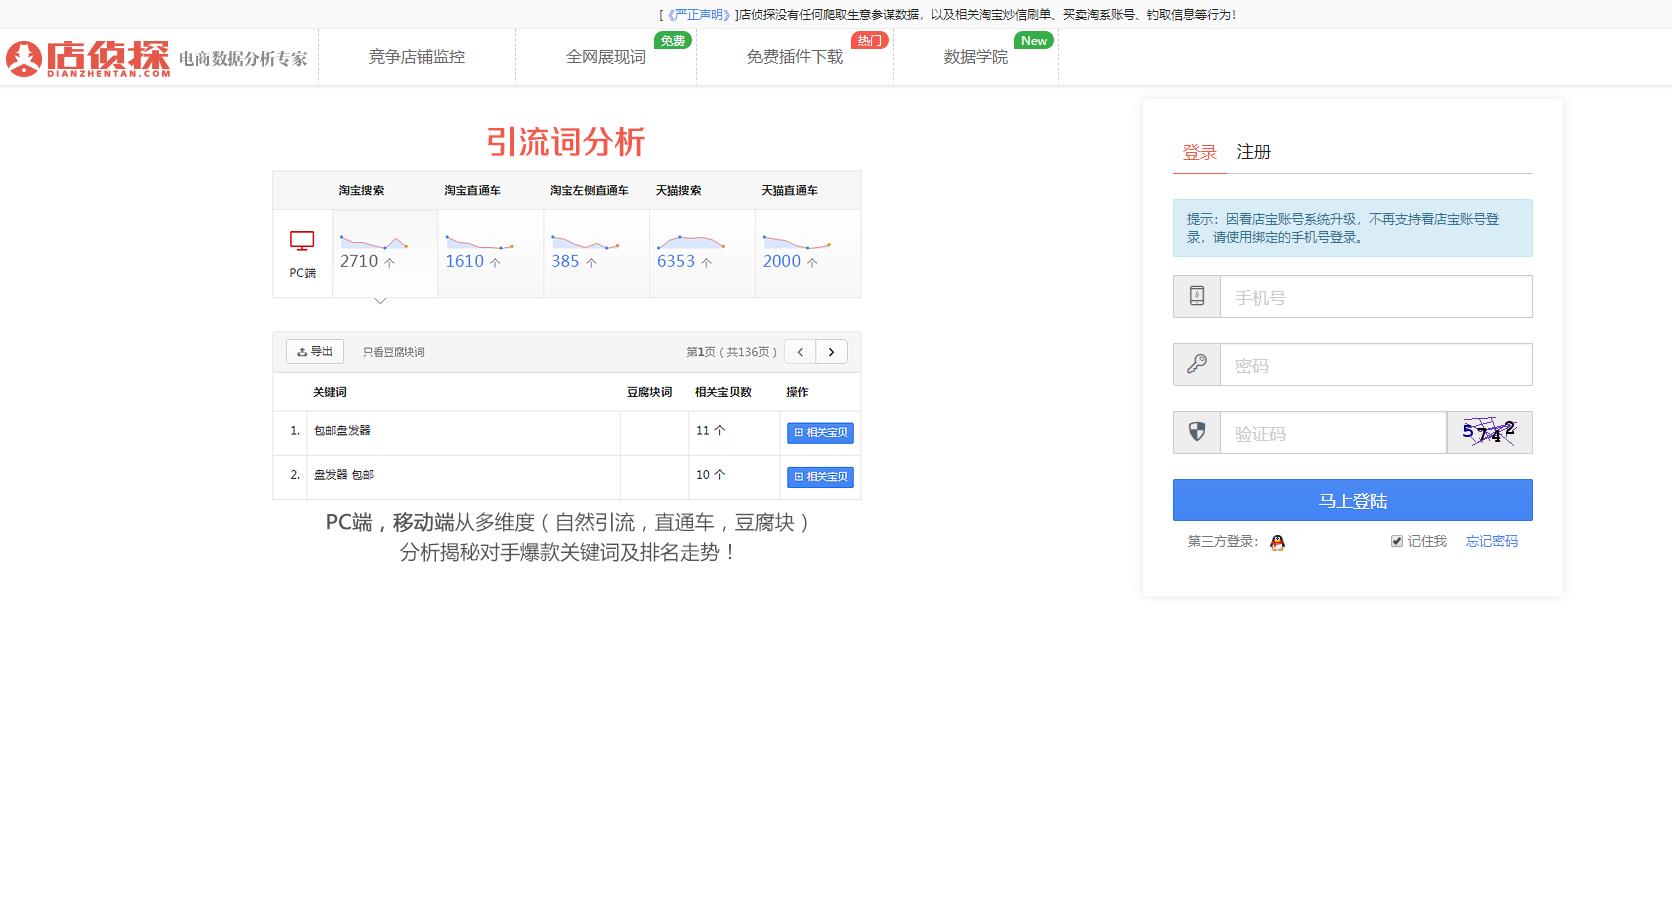 [《严正声明》]店侦探没有任何爬取生意参谋数据，以及相关淘宝炒信刷单、买卖淘系账号、钓取信息等行为！
店侦探
DIANZHENTAN.COM
电商数据分析专家
竞争店铺监控
全网展现词
免费
免费插件下载
热门
数据学院
New
引流词分析
淘宝搜索 淘宝直通车 淘宝左侧直通车 天猫搜索 天猫直通车
PC端
2710 个 1610 个 385 个 6353 个 2000 个
导出 只看豆腐块词 第1页（共136页）
关键词 豆腐块词 相关宝贝数 操作
1. 包邮盘发器 11 个 相关宝贝
2. 盘发器 包邮 10 个 相关宝贝
PC端，移动端从多维度（自然引流，直通车，豆腐块）
分析揭秘对手爆款关键词及排名走势！
登录 注册
提示：因看店宝账号系统升级，不再支持看店宝账号登
录，请使用绑定的手机号登录。
手机号
密码
验证码 5742
马上登陆
第三方登录： 记住我 忘记密码